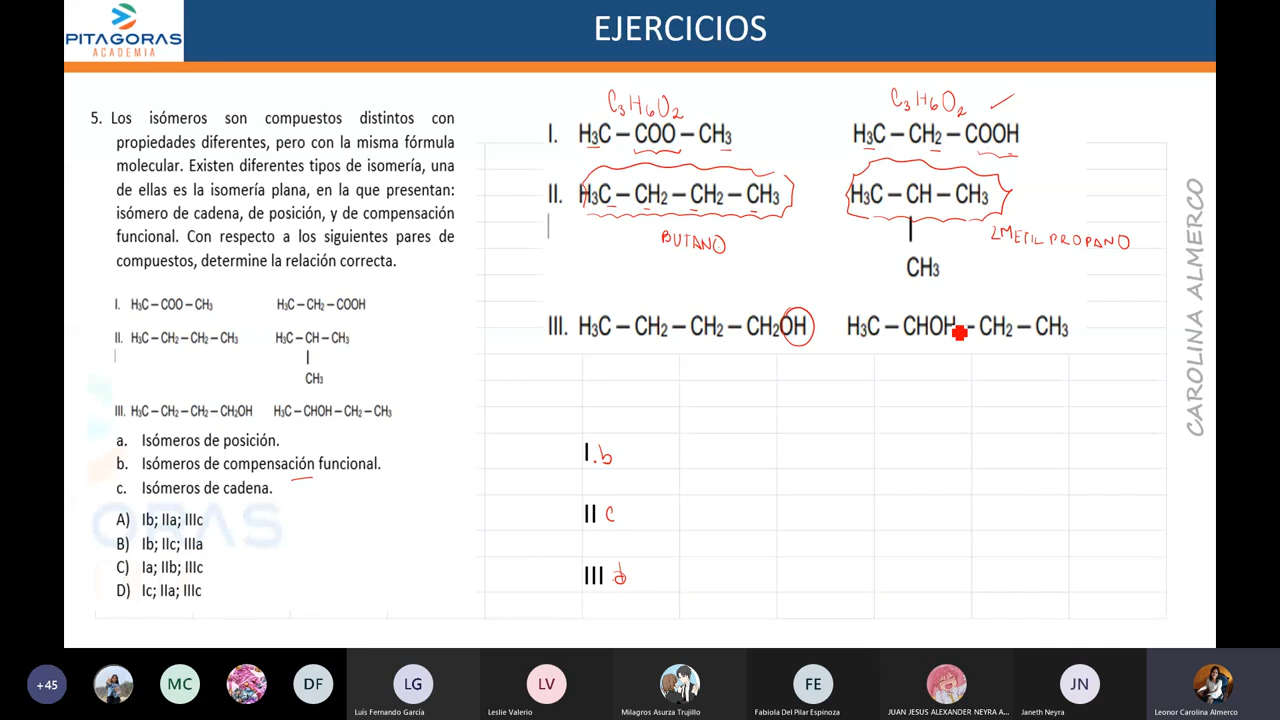 PITAGORAS
ACADEMIA
EJERCICIOS
5. Los isómeros son compuestos distintos con
propiedades diferentes, pero con la misma fórmula
molecular. Existen diferentes tipos de isomería, una
de ellas es la isomería plana, en la que presentan:
isómero de cadena, de posición, y de compensación
funcional. Con respecto a los siguientes pares de
compuestos, determine la relación correcta.
I. H3C – COO – CH3 H3C – CH2 – COOH
II. H3C – CH2 – CH2 – CH3 H3C – CH – CH3
CH3
III. H3C – CH2 – CH2 – CH2OH H3C – CHOH – CH2 – CH3
a. Isómeros de posición.
b. Isómeros de compensación funcional.
c. Isómeros de cadena.
A) Ib; IIa; IIIc
B) Ib; IIc; IIIa
C) Ia; IIb; IIIc
D) Ic; IIa; IIIc
C3H6O2 C3H6O2
I. H3C – COO – CH3 H3C – CH2 – COOH
II. H3C – CH2 – CH2 – CH3 H3C – CH – CH3
BUTANO 2METIL PROPANO
CH3
III. H3C – CH2 – CH2 – CH2OH H3C – CHOH – CH2 – CH3
I.b
II c
III
CAROLINA ALMERCO
+45
MC
DF
LG
LV
FE
JN
Luis Fernando García
Leslie Valerio
Milagros Asurza Trujillo
Fabiola Del Pilar Espinoza
JUAN JESUS ALEXANDER NEYRA A...
Janeth Neyra
Leonor Carolina Almerco